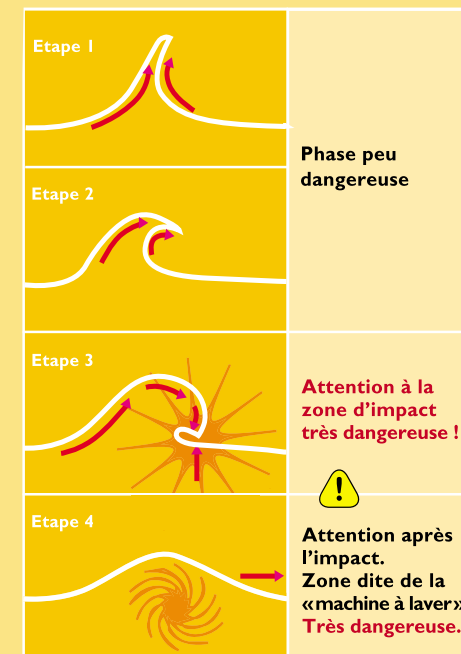 Etape 1
Phase peu
dangereuse
Etape 2
Etape 3
Attention à la
zone d’impact
très dangereuse !
!
Etape 4
Attention après
l’impact.
Zone dite de la
«machine à laver»
Très dangereuse.